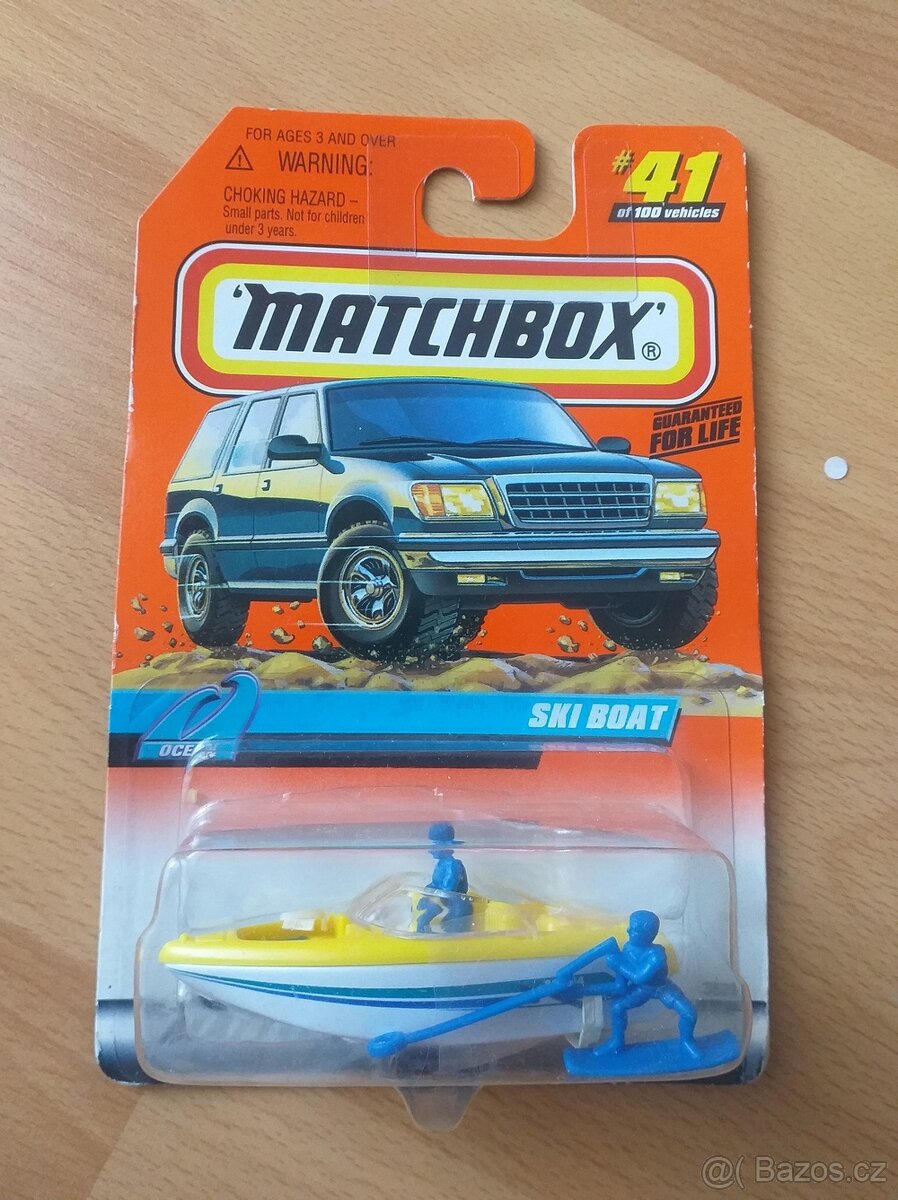 FOR AGES 3 AND OVER
⚠ WARNING:
CHOKING HAZARD –
Small parts. Not for children
under 3 years.
#41
of 100 vehicles
'MATCHBOX'®
GUARANTEED
FOR LIFE
SKI BOAT
OCEAN
@( Bazoš.cz